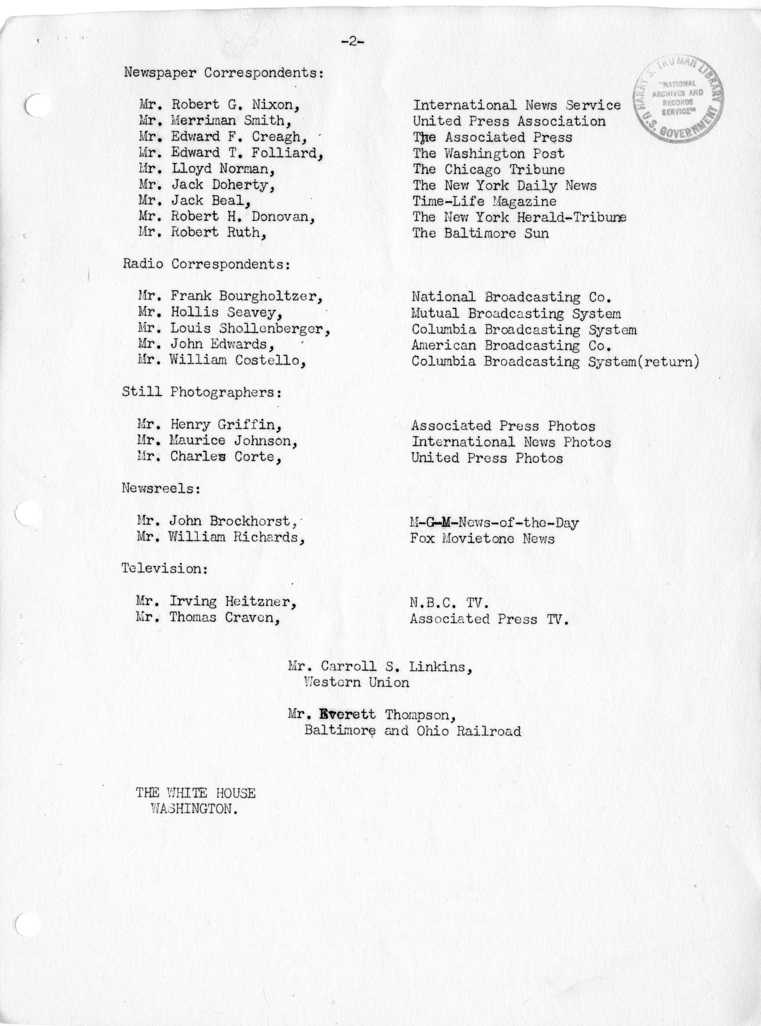 -2-
Newspaper Correspondents:
Mr. Robert G. Nixon, International News Service
Mr. Merriman Smith, United Press Association
Mr. Edward F. Creagh, The Associated Press
Mr. Edward T. Folliard, The Washington Post
Mr. Lloyd Norman, The Chicago Tribune
Mr. Jack Doherty, The New York Daily News
Mr. Jack Beal, Time-Life Magazine
Mr. Robert H. Donovan, The New York Herald-Tribune
Mr. Robert Ruth, The Baltimore Sun
Radio Correspondents:
Mr. Frank Bourgholtzer, National Broadcasting Co.
Mr. Hollis Seavey, Mutual Broadcasting System
Mr. Louis Shollenberger, Columbia Broadcasting System
Mr. John Edwards, American Broadcasting Co.
Mr. William Costello, Columbia Broadcasting System(return)
Still Photographers:
Mr. Henry Griffin, Associated Press Photos
Mr. Maurice Johnson, International News Photos
Mr. Charles Corte, United Press Photos
Newsreels:
Mr. John Brockhorst, M-G-M-News-of-the-Day
Mr. William Richards, Fox Movietone News
Television:
Mr. Irving Heitzner, N.B.C. TV.
Mr. Thomas Craven, Associated Press TV.
Mr. Carroll S. Linkins,
Western Union
Mr. Everett Thompson,
Baltimore and Ohio Railroad
THE WHITE HOUSE
WASHINGTON.
HARRY S. TRUMAN LIBRARY
"NATIONAL
ARCHIVES AND
RECORDS
SERVICE"
U.S. GOVERNMENT